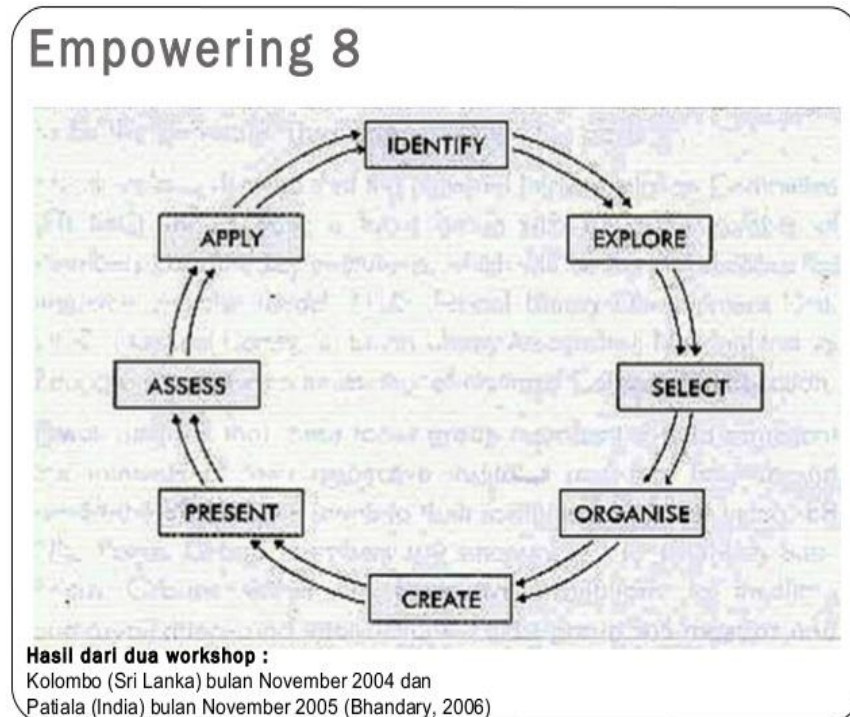 Empowering 8
IDENTIFY
EXPLORE
SELECT
ORGANISE
CREATE
PRESENT
ASSESS
APPLY
Hasil dari dua workshop :
Kolombo (Sri Lanka) bulan November 2004 dan
Patiala (India) bulan November 2005 (Bhandary, 2006)